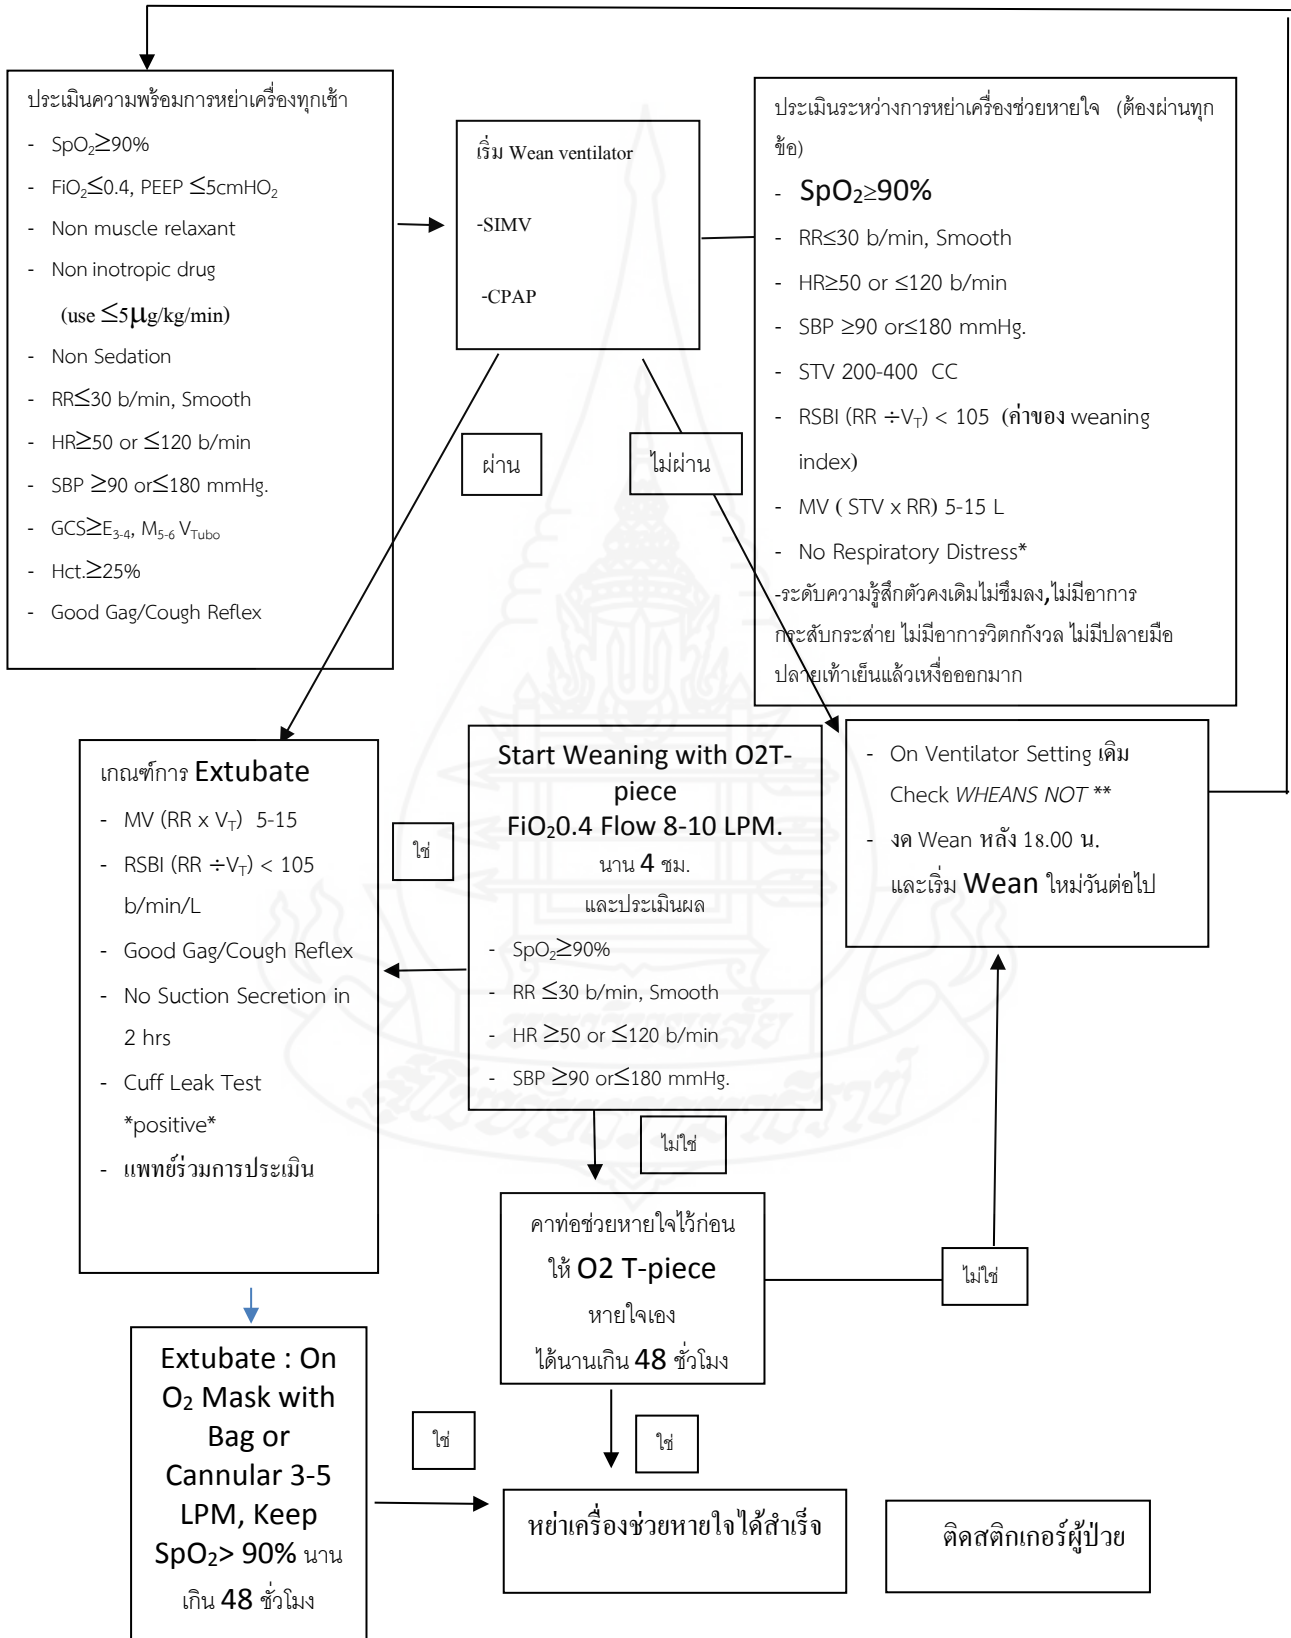 ประเมินความพร้อมการหย่าเครื่องทุกเช้า
- SpO₂≥90%
- FiO₂≤0.4, PEEP ≤5cmHO₂
- Non muscle relaxant
- Non inotropic drug
(use ≤5µg/kg/min)
- Non Sedation
- RR≤30 b/min, Smooth
- HR≥50 or ≤120 b/min
- SBP ≥90 or≤180 mmHg.
- GCS≥E₃₋₄, M₅₋₆ V_Tubo
- Hct.≥25%
- Good Gag/Cough Reflex
เริ่ม Wean ventilator
-SIMV
-CPAP
ประเมินระหว่างการหย่าเครื่องช่วยหายใจ (ต้องผ่านทุก
ข้อ)
- SpO₂≥90%
- RR≤30 b/min, Smooth
- HR≥50 or ≤120 b/min
- SBP ≥90 or≤180 mmHg.
- STV 200-400 CC
- RSBI (RR ÷V_T) < 105 (ค่าของ weaning
index)
- MV ( STV x RR) 5-15 L
- No Respiratory Distress*
-ระดับความรู้สึกตัวคงเดิมไม่ซึมลง,ไม่มีอาการ
กระสับกระส่าย ไม่มีอาการวิตกกังวล ไม่มีปลายมือ
ปลายเท้าเย็นแล้วเหงื่อออกมาก
ผ่าน
ไม่ผ่าน
เกณฑ์การ Extubate
- MV (RR x V_T) 5-15
- RSBI (RR ÷V_T) < 105
b/min/L
- Good Gag/Cough Reflex
- No Suction Secretion in
2 hrs
- Cuff Leak Test
*positive*
- แพทย์ร่วมการประเมิน
ใช่
Start Weaning with O2T-
piece
FiO₂0.4 Flow 8-10 LPM.
นาน 4 ชม.
และประเมินผล
- SpO₂≥90%
- RR ≤30 b/min, Smooth
- HR ≥50 or ≤120 b/min
- SBP ≥90 or≤180 mmHg.
- On Ventilator Setting เดิม
Check WHEANS NOT **
- งด Wean หลัง 18.00 น.
และเริ่ม Wean ใหม่วันต่อไป
ไม่ใช่
คาท่อช่วยหายใจไว้ก่อน
ให้ O2 T-piece
หายใจเอง
ได้นานเกิน 48 ชั่วโมง
ไม่ใช่
Extubate : On
O₂ Mask with
Bag or
Cannular 3-5
LPM, Keep
SpO₂> 90% นาน
เกิน 48 ชั่วโมง
ใช่
ใช่
หย่าเครื่องช่วยหายใจได้สำเร็จ
ติดสติกเกอร์ผู้ป่วย